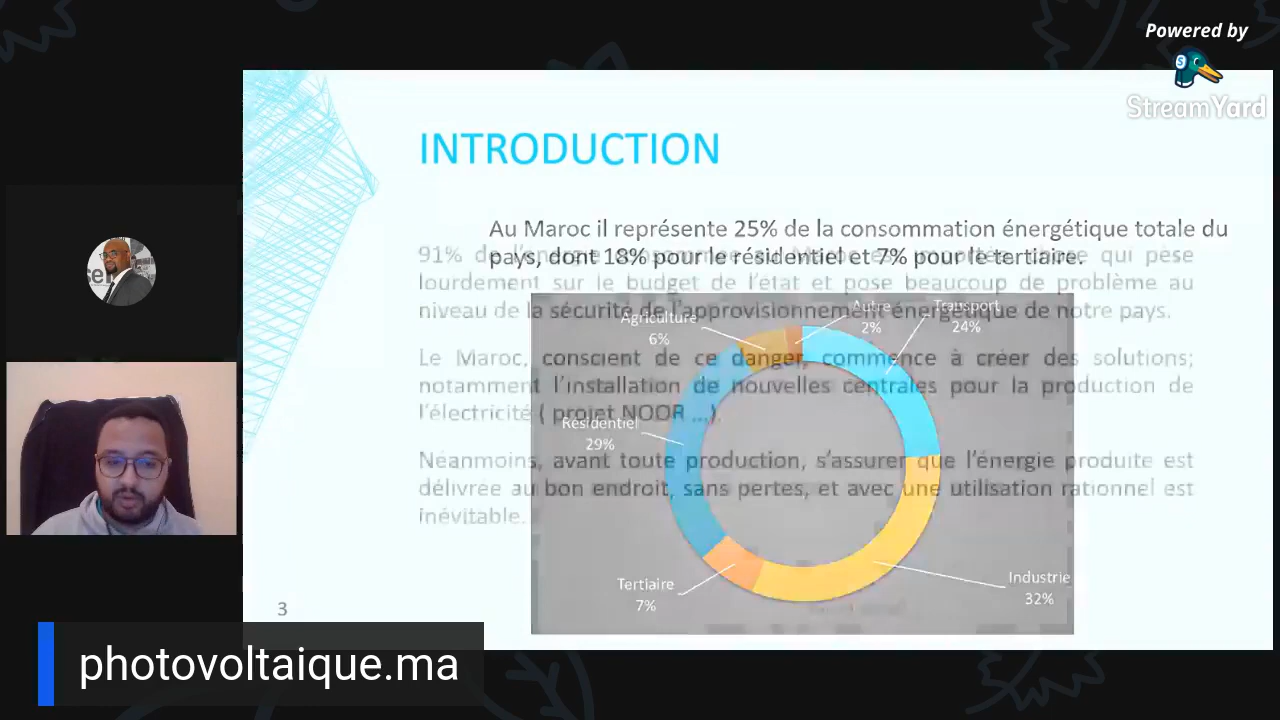 Powered by
StreamYard
INTRODUCTION
Au Maroc il représente 25% de la consommation énergétique totale du
pays, dont 18% pour le résidentiel et 7% pour le tertiaire.
91% de l'énergie qui pèse
lourdement sur le budget de l'état et pose beaucoup de problème au
niveau de la sécurité de l'approvisionnement énergétique de notre pays.
Le Maroc, conscient de ce danger, commence à créer des solutions;
notamment l'installation de nouvelles centrales pour la production de
l'électricité ( projet NOOR ...).
Néanmoins, avant toute production, s'assurer que l'énergie produite est
délivrée au bon endroit, sans pertes, et avec une utilisation rationnel est
inévitable.
Agriculture
6%
Autre
2%
Transport
24%
Résidentiel
29%
Tertiaire
7%
Industrie
32%
3
photovoltaique.ma